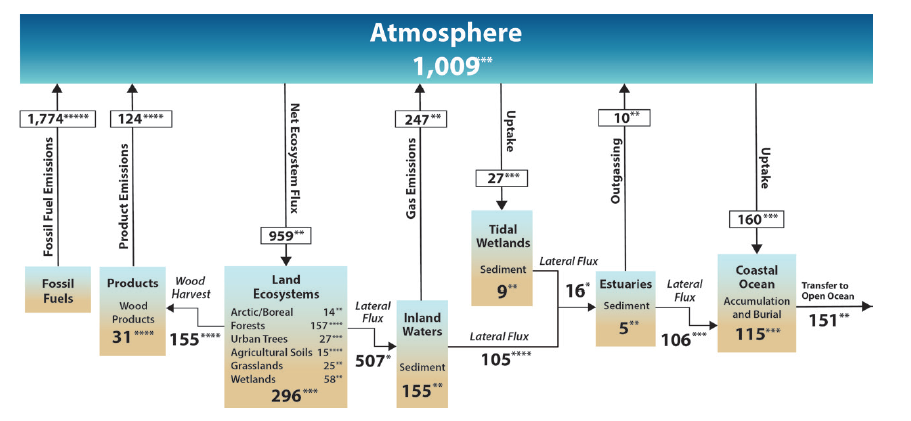 Atmosphere
1,009***
1,774*****
124****
247**
10**
Fossil Fuel Emissions
Product Emissions
Net Ecosystem Flux
Gas Emissions
Uptake
Outgassing
Uptake
27***
160***
959**
Fossil
Fuels
Products
Wood
Products
31****
Wood
Harvest
155****
Land
Ecosystems
Arctic/Boreal 14**
Forests 157****
Urban Trees 27***
Agricultural Soils 15****
Grasslands 25**
Wetlands 58**
296***
Lateral
Flux
507*
Inland
Waters
Sediment
155**
Lateral Flux
105****
Tidal
Wetlands
Sediment
9**
Lateral Flux
16*
Estuaries
Sediment
5**
Lateral
Flux
106***
Coastal
Ocean
Accumulation
and Burial
115***
Transfer to
Open Ocean
151**